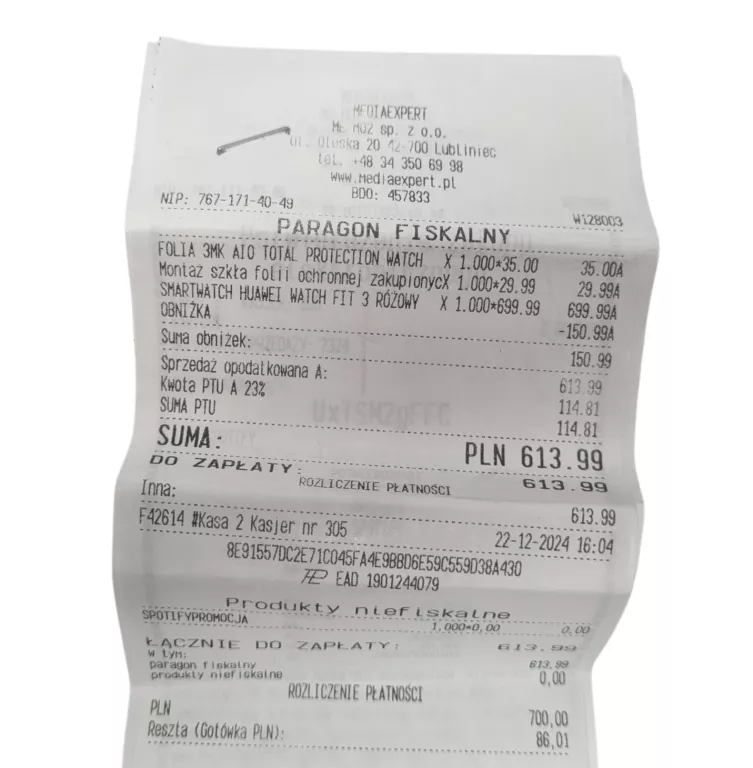 MEDIAEXPERT
ME M02 sp. z o.o.
ul. Oleska 20 42-700 Lubliniec
tel. +48 34 350 69 98
www.mediaexpert.pl
BDO: 457833
NIP: 767-171-40-49 W128003
PARAGON FISKALNY
FOLIA 3MK AIO TOTAL PROTECTION WATCH X 1.000*35.00 35.00A
Montaż szkła folii ochronnej zakupionycX 1.000*29.99 29.99A
SMARTWATCH HUAWEI WATCH FIT 3 RÓŻOWY X 1.000*699.99 699.99A
OBNIŻKA -150.99A
Suma obniżek: 150.99
Sprzedaż opodatkowana A: 613.99
Kwota PTU A 23% 114.81
SUMA PTU 114.81
SUMA: PLN 613.99
DO ZAPŁATY: 613.99
ROZLICZENIE PŁATNOŚCI
Inna: 613.99
F42614 #Kasa 2 Kasjer nr 305 22-12-2024 16:04
8E91557DC2E71C045FA4E9BBD6E59C559D38A430
EAD 1901244079
Produkty niefiskalne
SPOTIFYPROMOCJA 1,000*0,00 0,00
ŁĄCZNIE DO ZAPŁATY: 613.99
w tym:
paragon fiskalny 613,99
produkty niefiskalne 0,00
ROZLICZENIE PŁATNOŚCI
PLN 700,00
Reszta (Gotówka PLN): 86,01